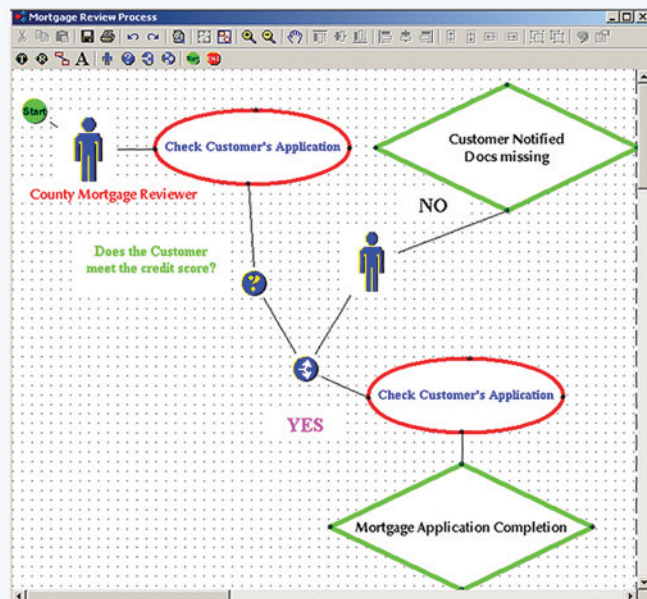 Mortgage Review Process
Start
Check Customer's Application
Customer Notified
Docs missing
County Mortgage Reviewer
NO
Does the Customer
meet the credit score?
?
Check Customer's Application
YES
Mortgage Application Completion